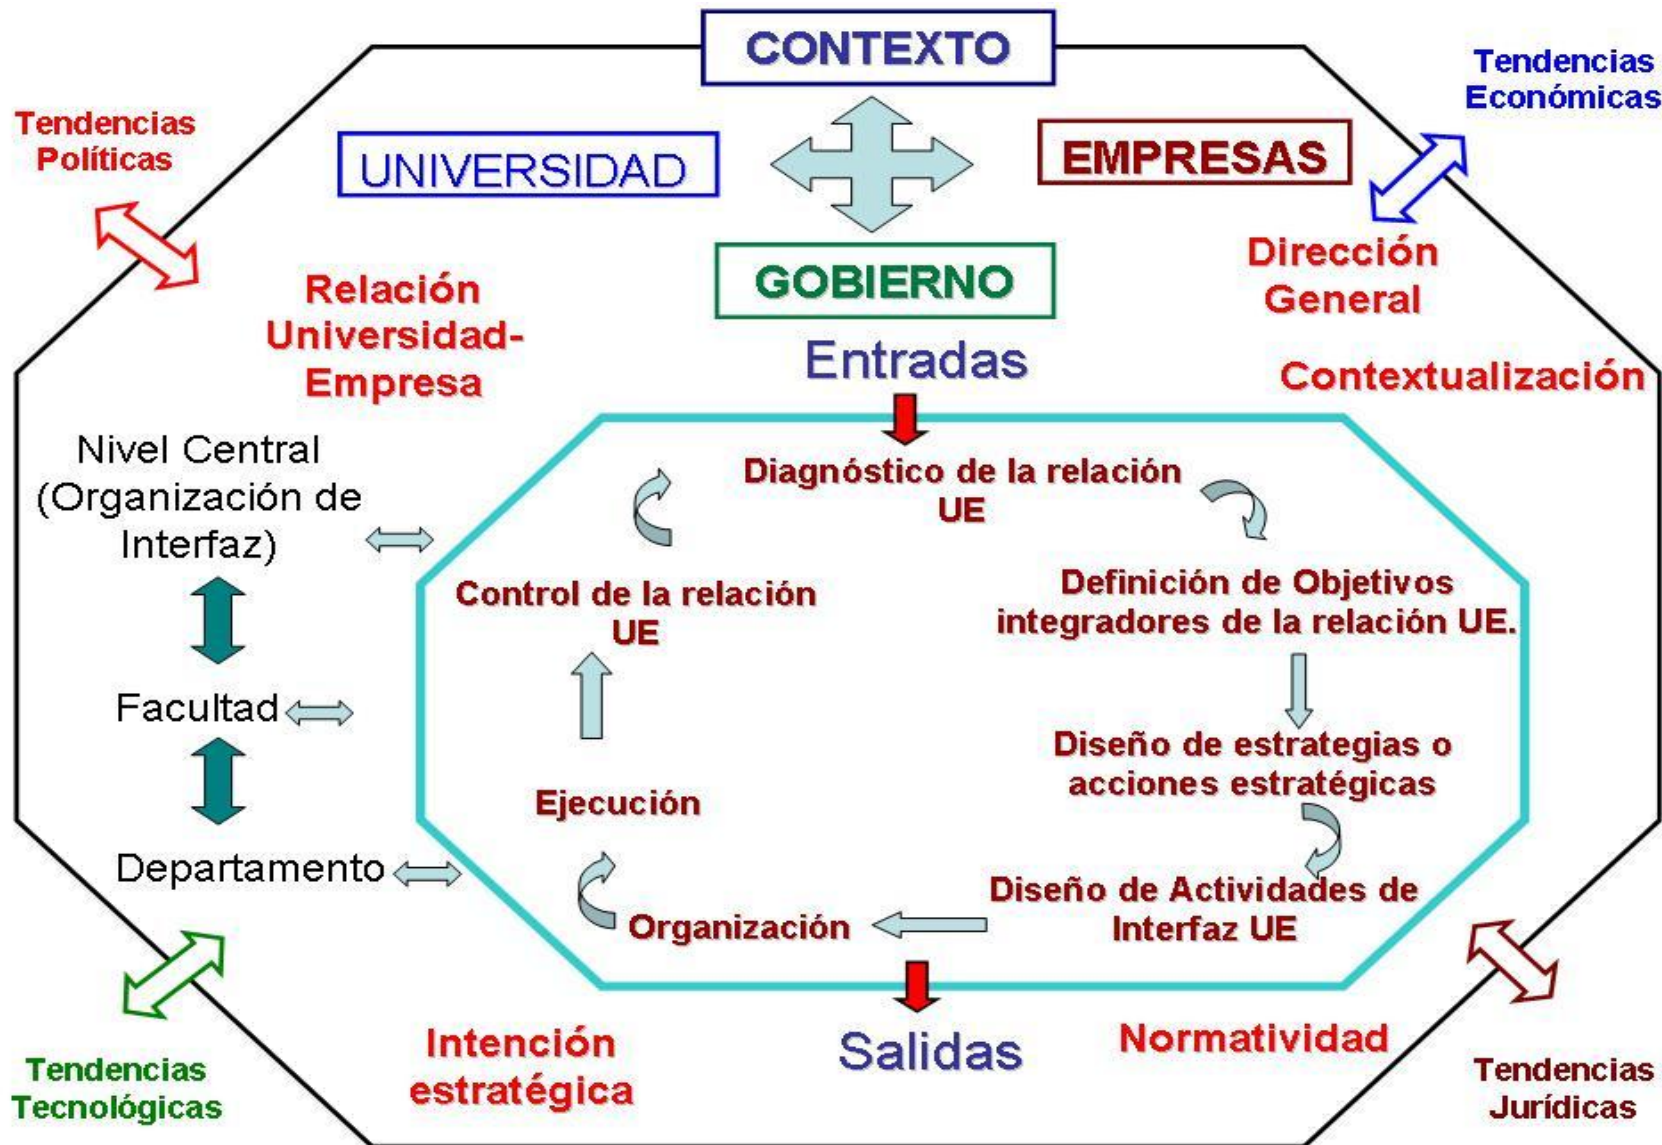 CONTEXTO
Tendencias
Económicas
Tendencias
Políticas
UNIVERSIDAD
EMPRESAS
GOBIERNO
Dirección
General
Relación
Universidad-
Empresa
Entradas
Contextualización
Nivel Central
(Organización de
Interfaz)
Diagnóstico de la relación
UE
Control de la relación
UE
Definición de Objetivos
integradores de la relación UE.
Facultad
Diseño de estrategias o
acciones estratégicas
Ejecución
Departamento
Diseño de Actividades de
Interfaz UE
Organización
Intención
estratégica
Salidas
Normatividad
Tendencias
Tecnológicas
Tendencias
Jurídicas